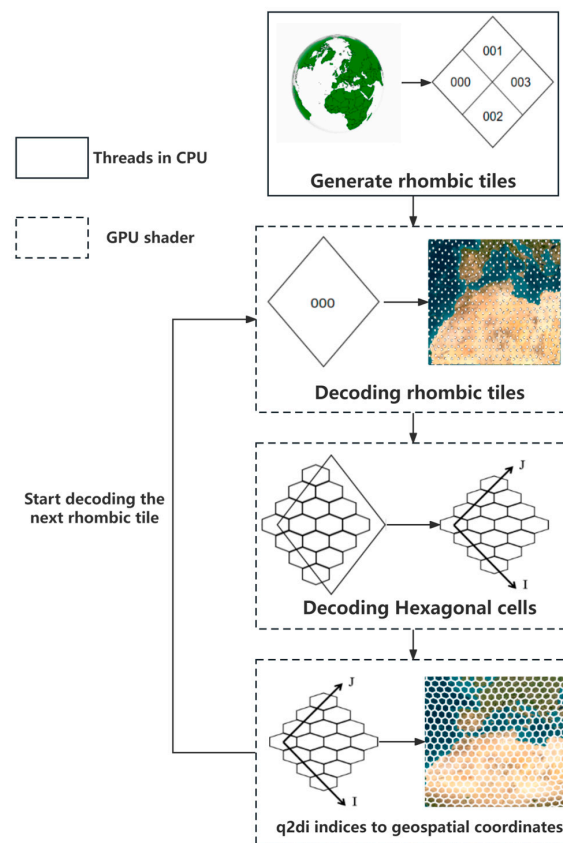 001
000
003
002
Generate rhombic tiles
Threads in CPU
GPU shader
000
Decoding rhombic tiles
J
I
Decoding Hexagonal cells
Start decoding the
next rhombic tile
J
I
q2di indices to geospatial coordinates